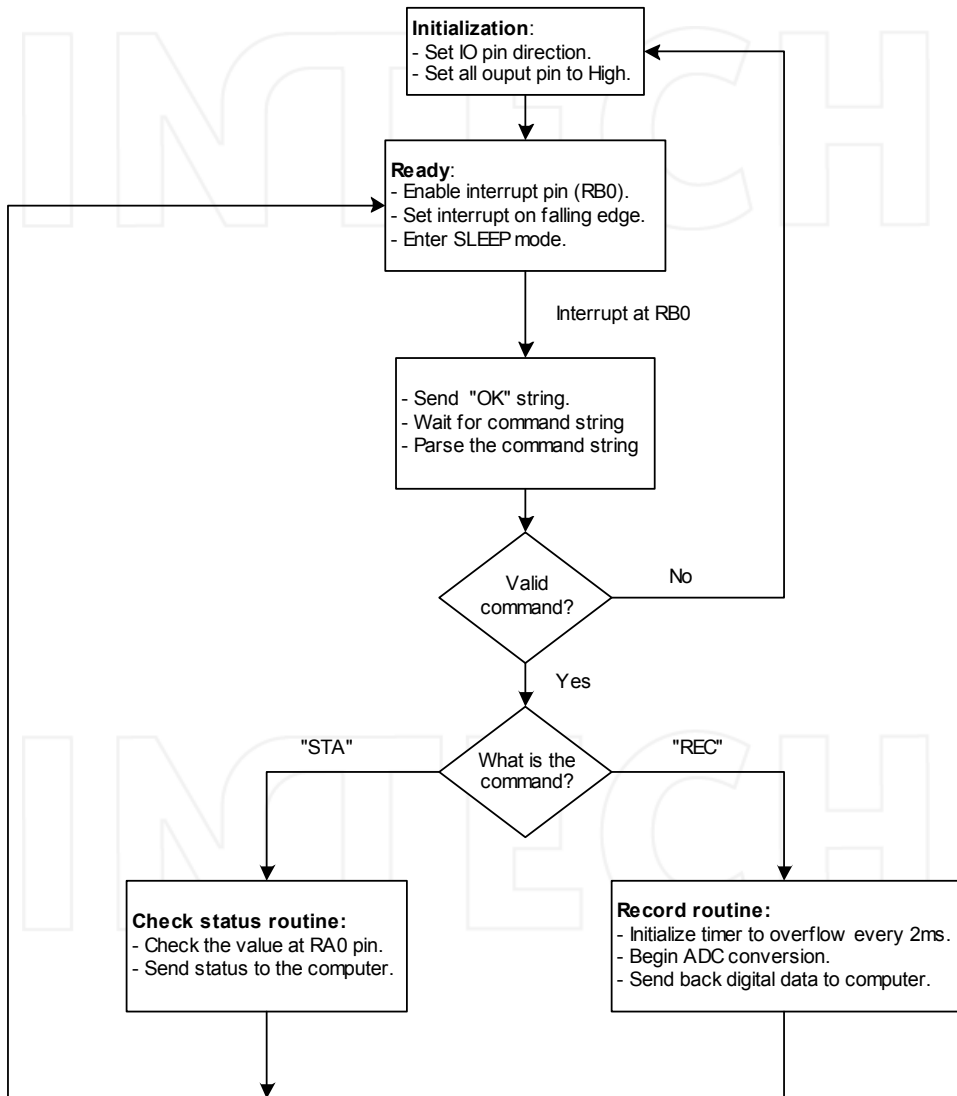 INTECH
Initialization:
- Set IO pin direction.
- Set all ouput pin to High.
Ready:
- Enable interrupt pin (RB0).
- Set interrupt on falling edge.
- Enter SLEEP mode.
Interrupt at RB0
- Send "OK" string.
- Wait for command string
- Parse the command string
Valid
command?
No
Yes
INTECH
"STA"
What is the
command?
"REC"
Check status routine:
- Check the value at RA0 pin.
- Send status to the computer.
Record routine:
- Initialize timer to overflow every 2ms.
- Begin ADC conversion.
- Send back digital data to computer.